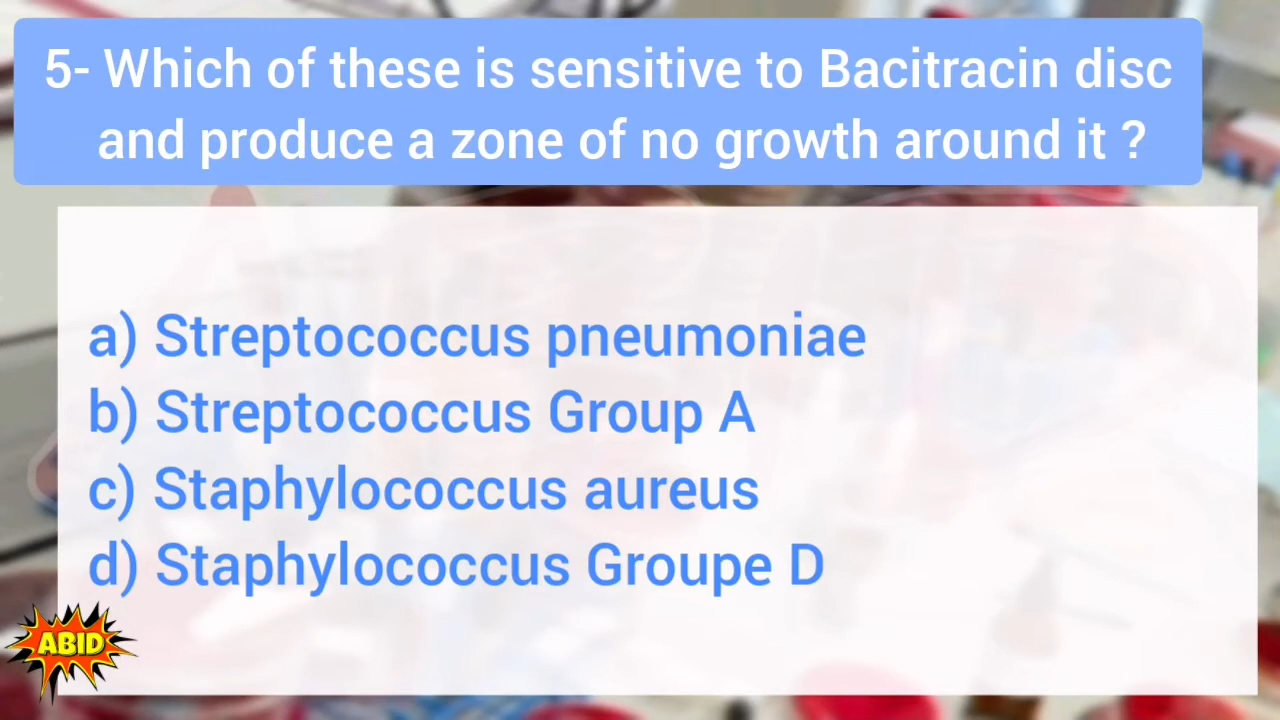 5- Which of these is sensitive to Bacitracin disc
and produce a zone of no growth around it ?
a) Streptococcus pneumoniae
b) Streptococcus Group A
c) Staphylococcus aureus
d) Staphylococcus Groupe D
ABID